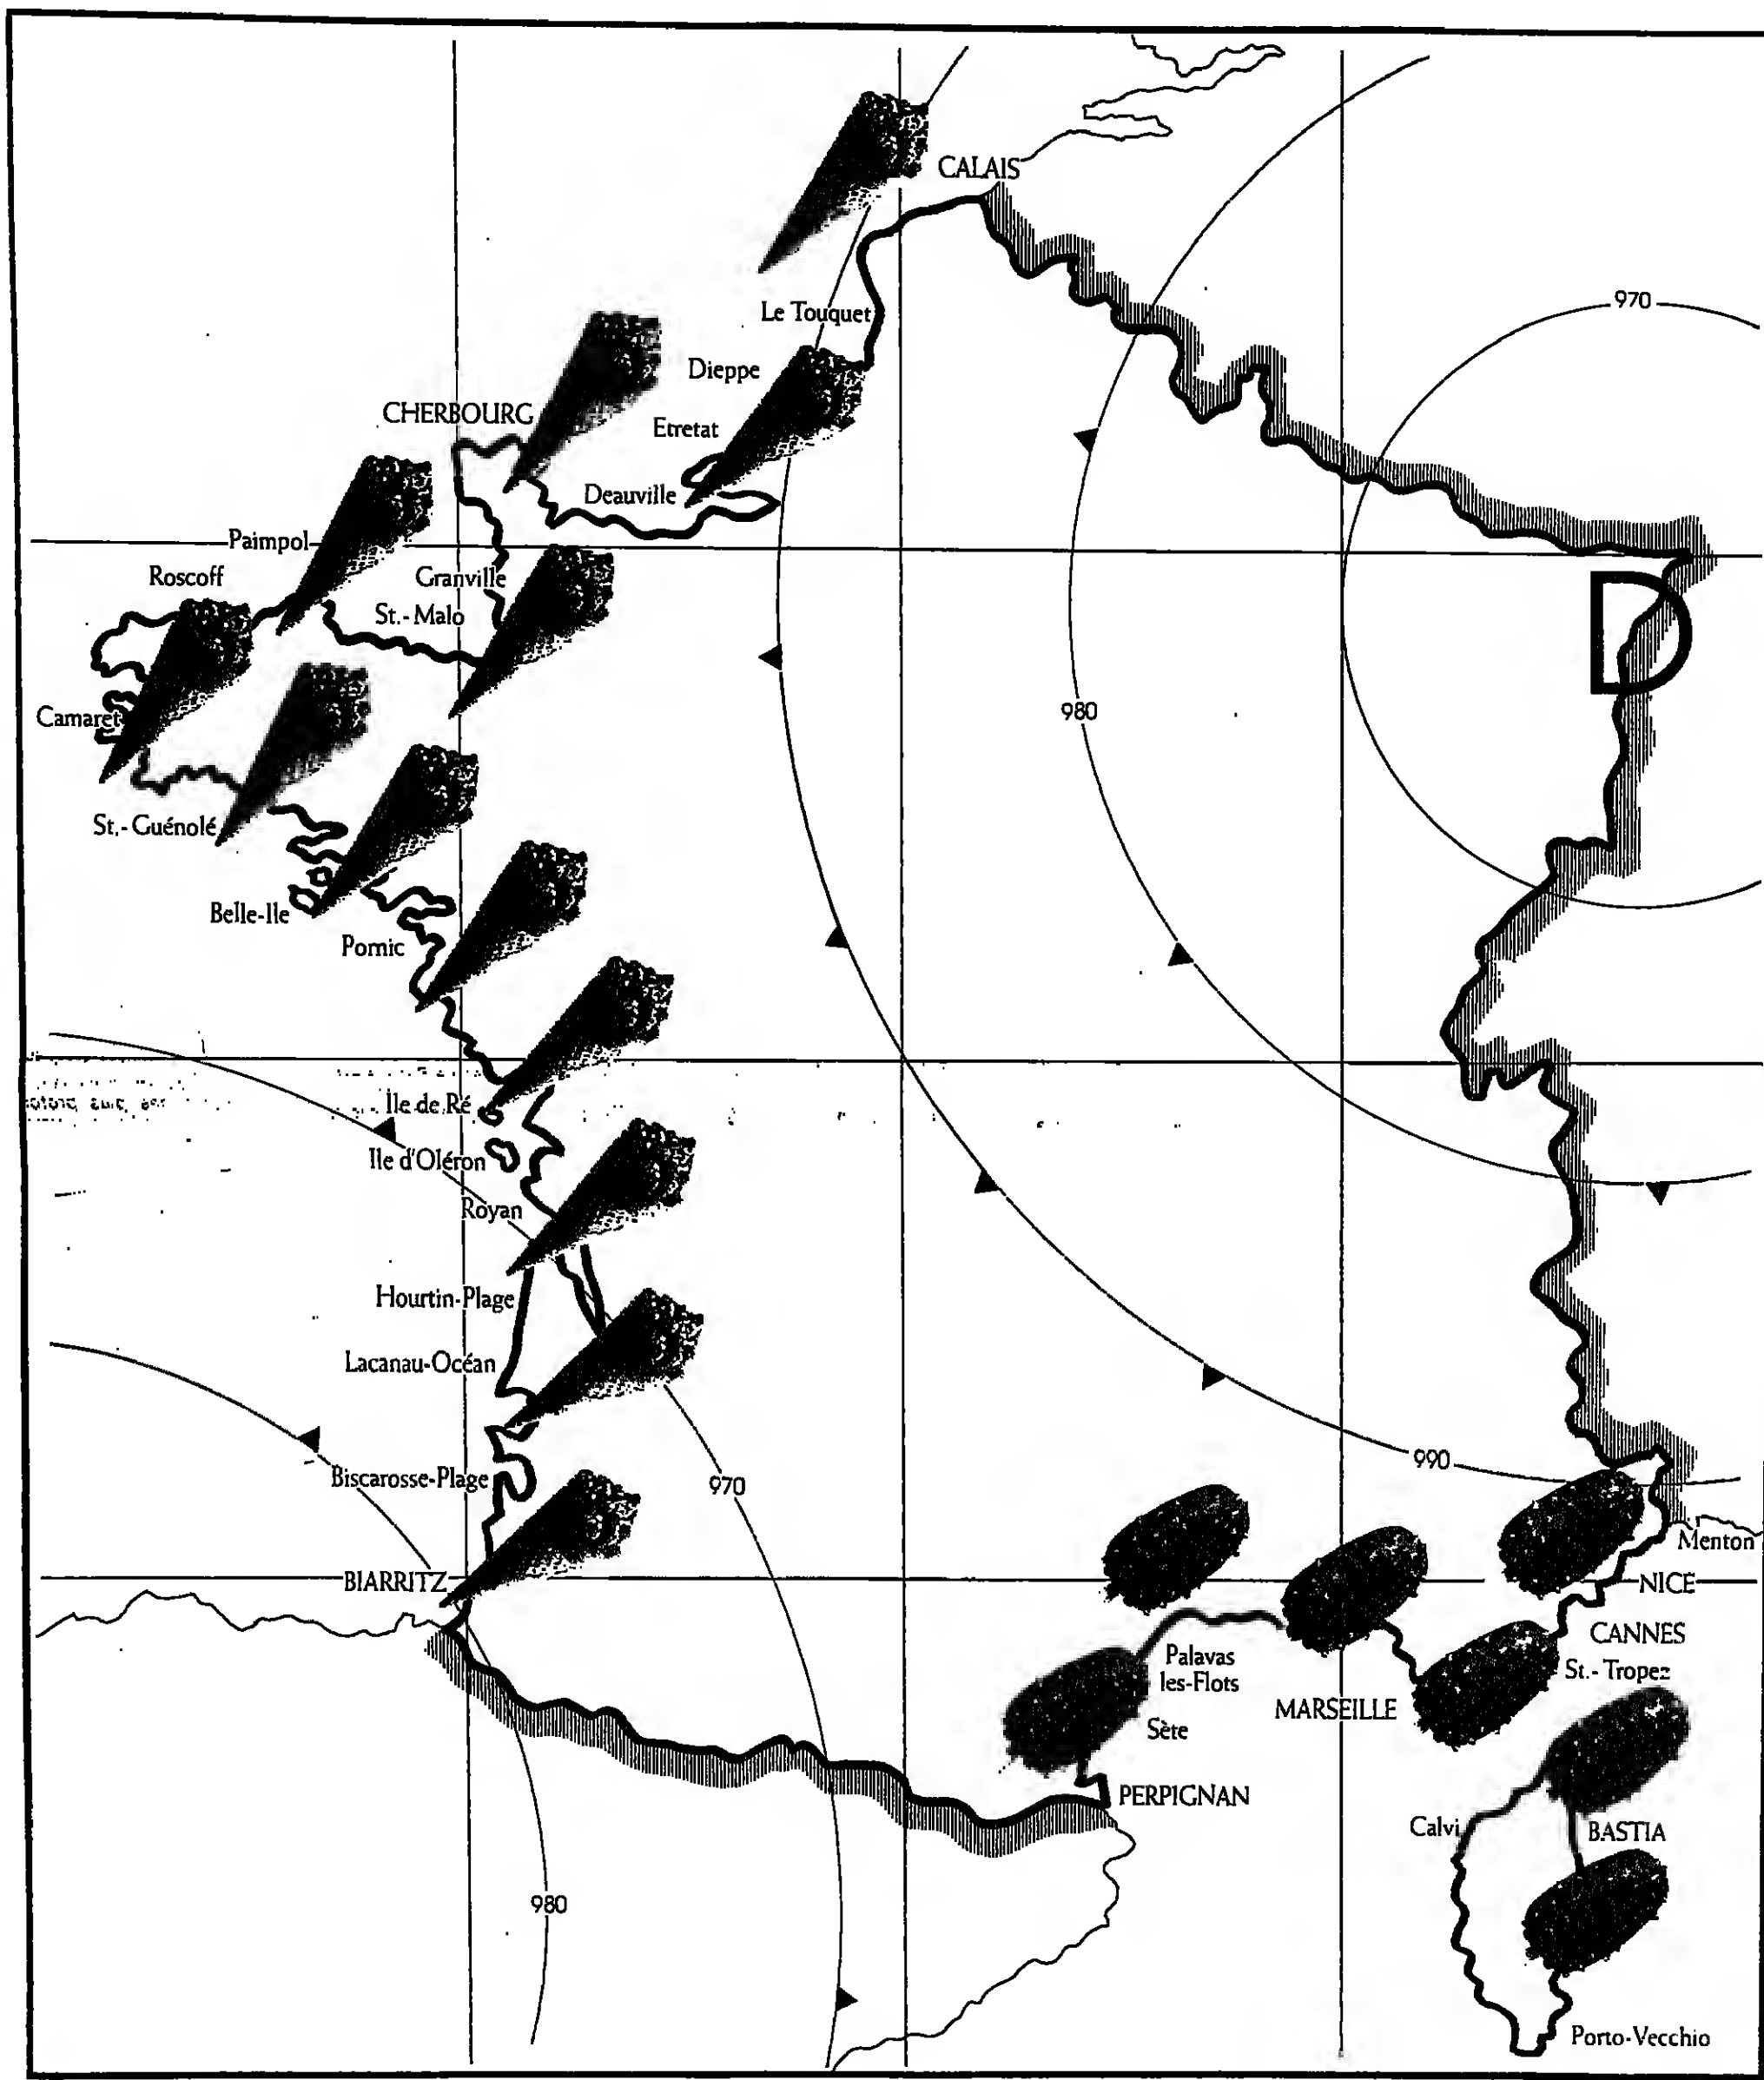 CALAIS
970
Le Touquet
Dieppe
CHERBOURG
Etretat
Deauville
Paimpol
Roscoff
Granville
St.-Malo
D
Camaret
980
St.-Guénolé
Belle-Ile
Pornic
Ile de Ré
Ile d'Oléron
Royan
Hourtin-Plage
Lacanau-Océan
990
Biscarosse-Plage
970
Menton
BIARRITZ
NICE
CANNES
Palavas
les-Flots
St.-Tropez
MARSEILLE
Sète
PERPIGNAN
Calvi
BASTIA
980
Porto-Vecchio